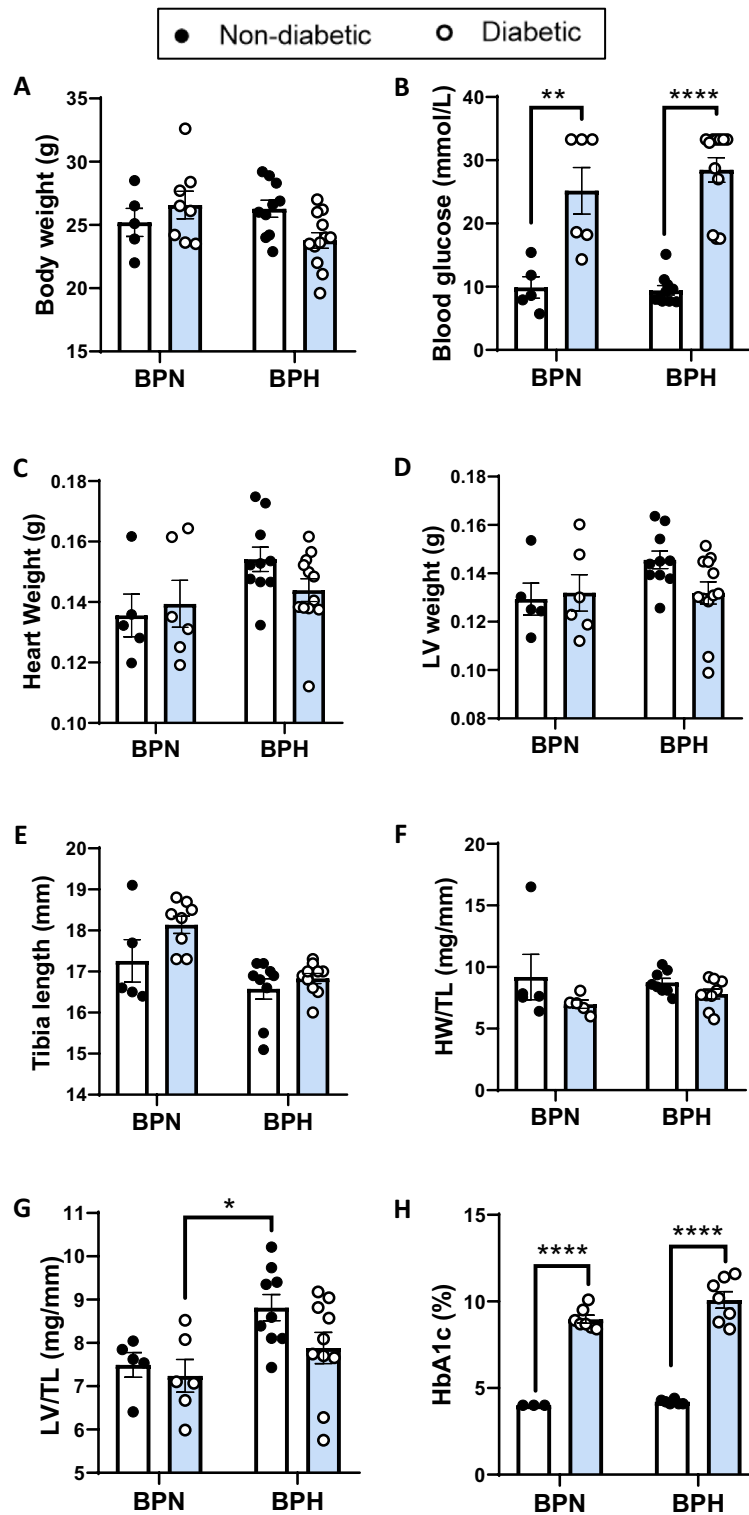 Non-diabetic Diabetic
A
Body weight (g)
35
30
25
20
15
BPN BPH
B
Blood glucose (mmol/L)
** ****
40
30
20
10
0
BPN BPH
C
Heart Weight (g)
0.18
0.16
0.14
0.12
0.10
BPN BPH
D
LV weight (g)
0.18
0.16
0.14
0.12
0.10
0.08
BPN BPH
E
Tibia length (mm)
20
19
18
17
16
15
14
BPN BPH
F
HW/TL (mg/mm)
20
15
10
5
0
BPN BPH
G
LV/TL (mg/mm)
*
11
10
9
8
7
6
5
BPN BPH
H
HbA1c (%)
**** ****
15
10
5
0
BPN BPH